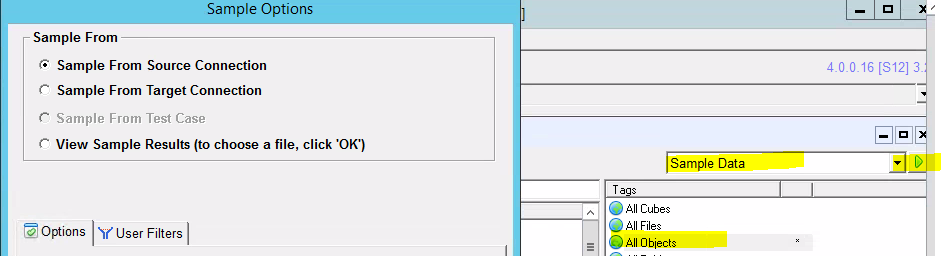 Sample Options
Sample From
Sample From Source Connection
Sample From Target Connection
Sample From Test Case
View Sample Results (to choose a file, click 'OK')
Options
User Filters
]
4.0.0.16 [S12] 3.
Sample Data
Tags
All Cubes
All Files
All Objects